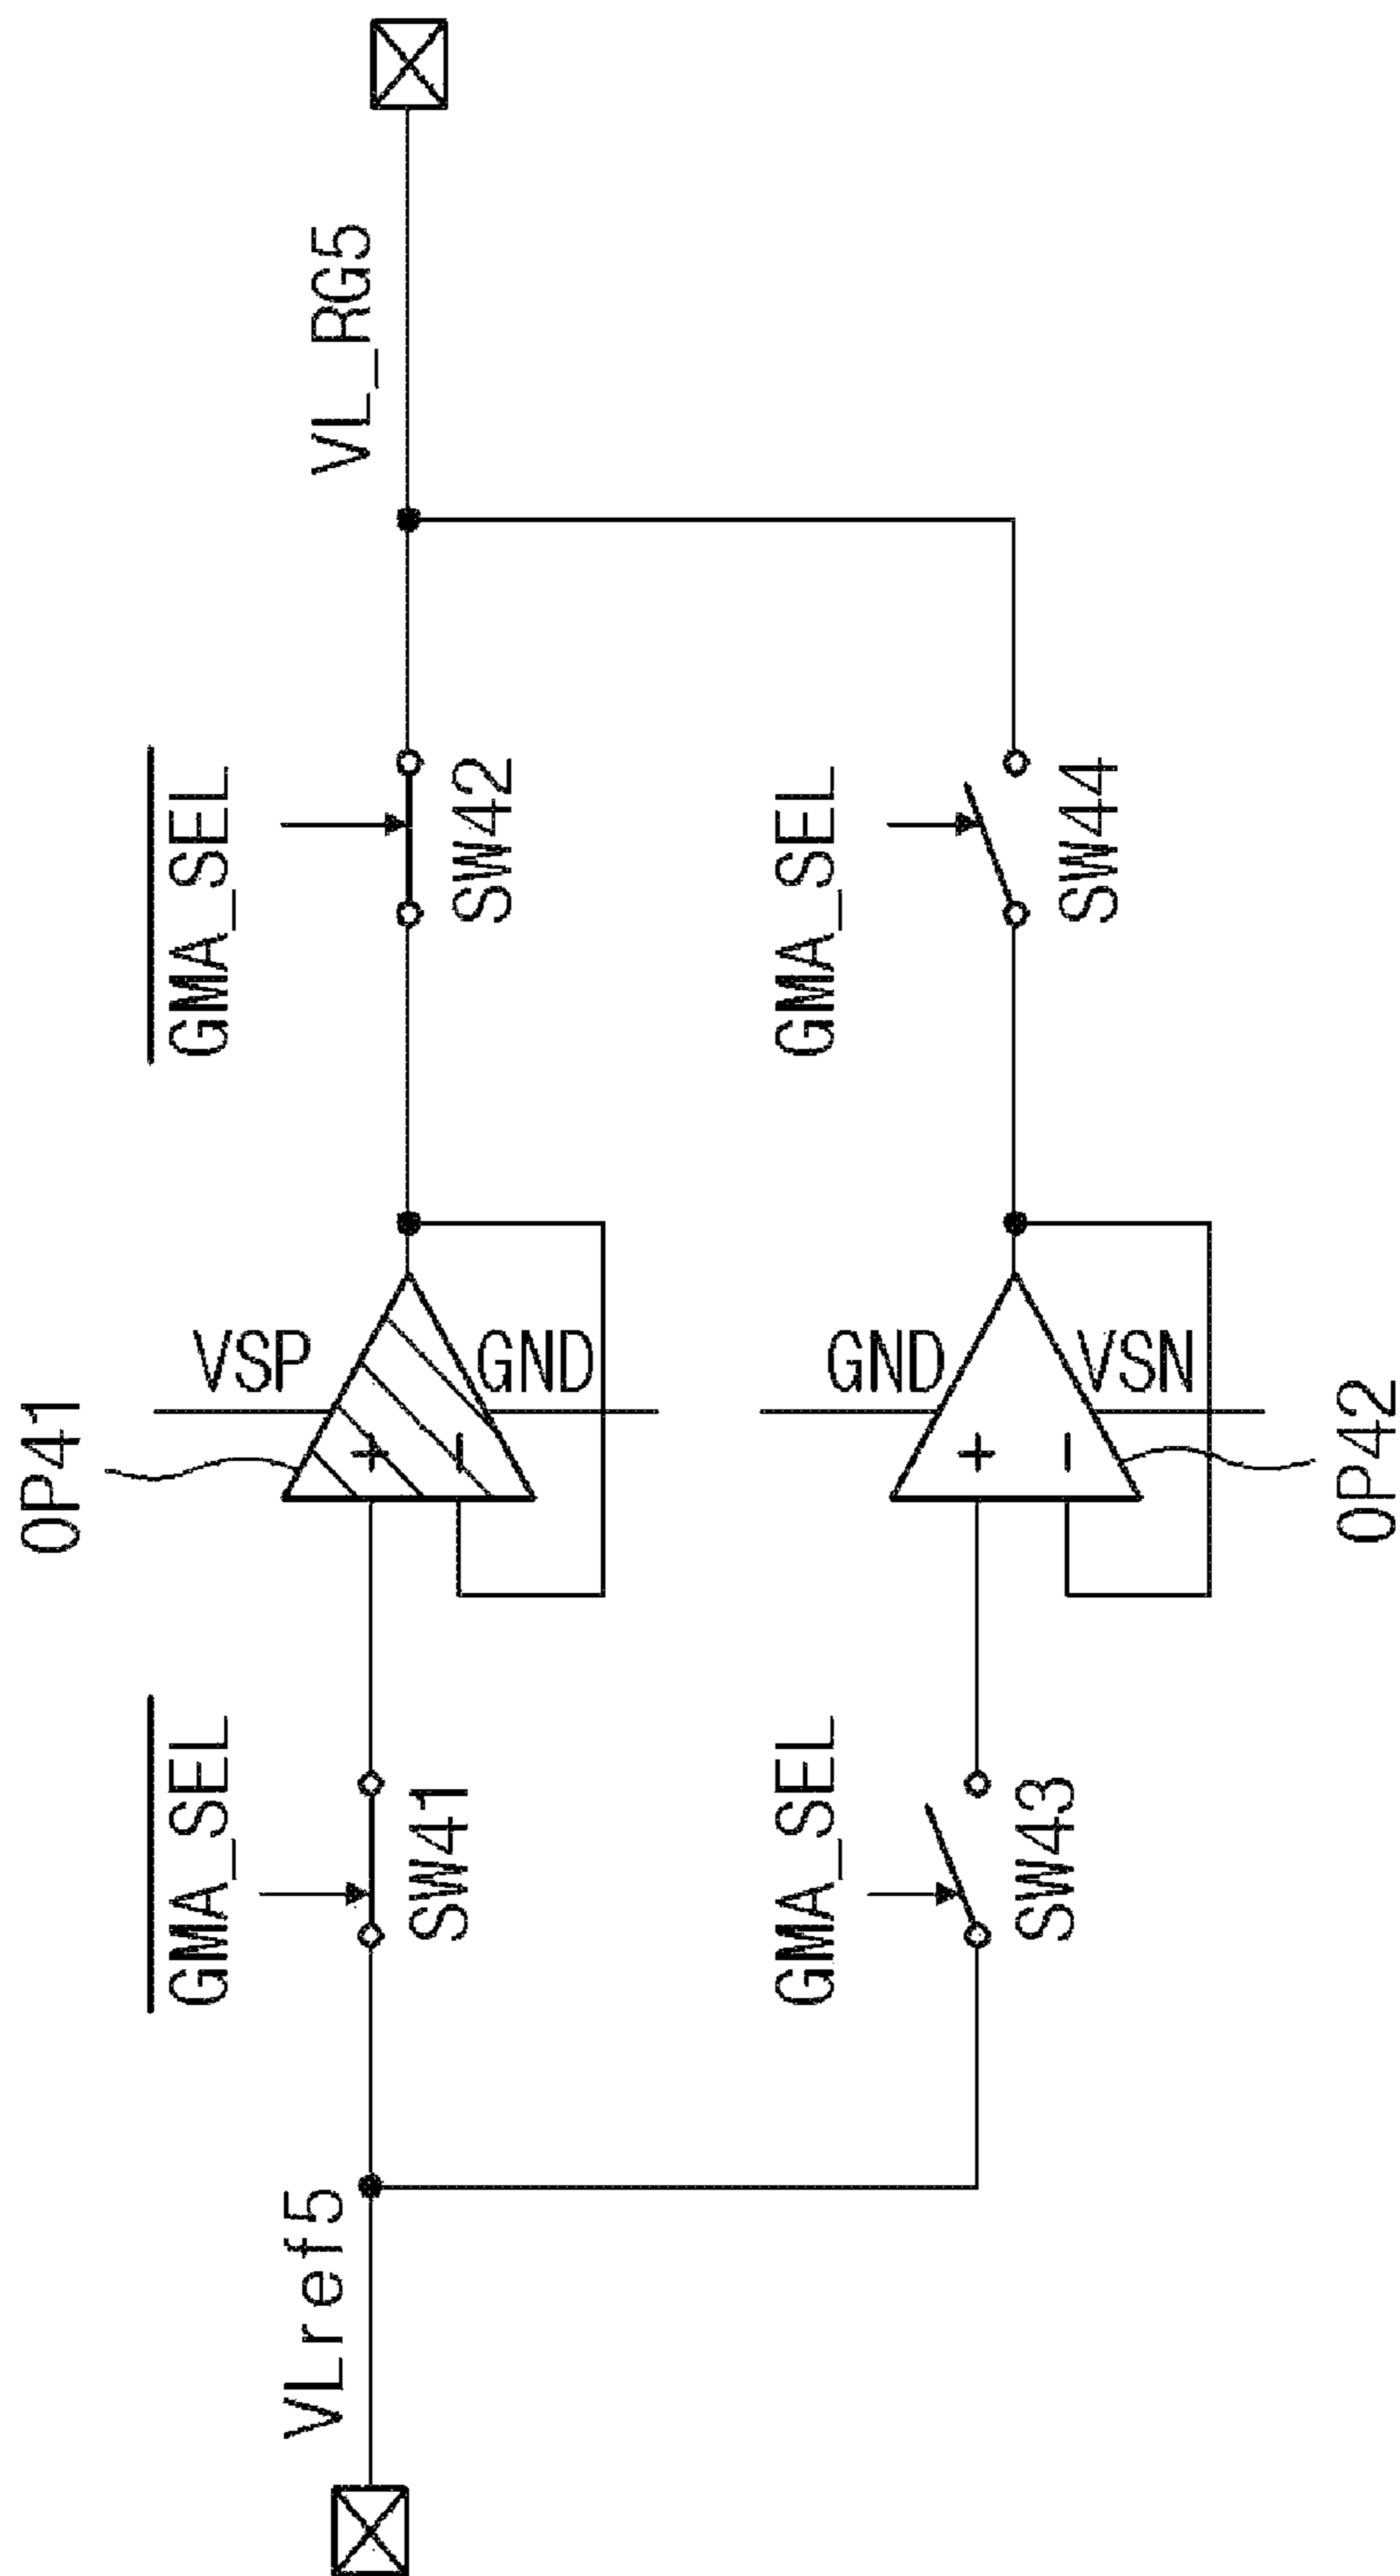 OP41
GMA_SEL
VSP
GMA_SEL
VLref5
VL_RG5
SW41
GND
SW42
GMA_SEL
GND
GMA_SEL
SW43
VSN
SW44
OP42